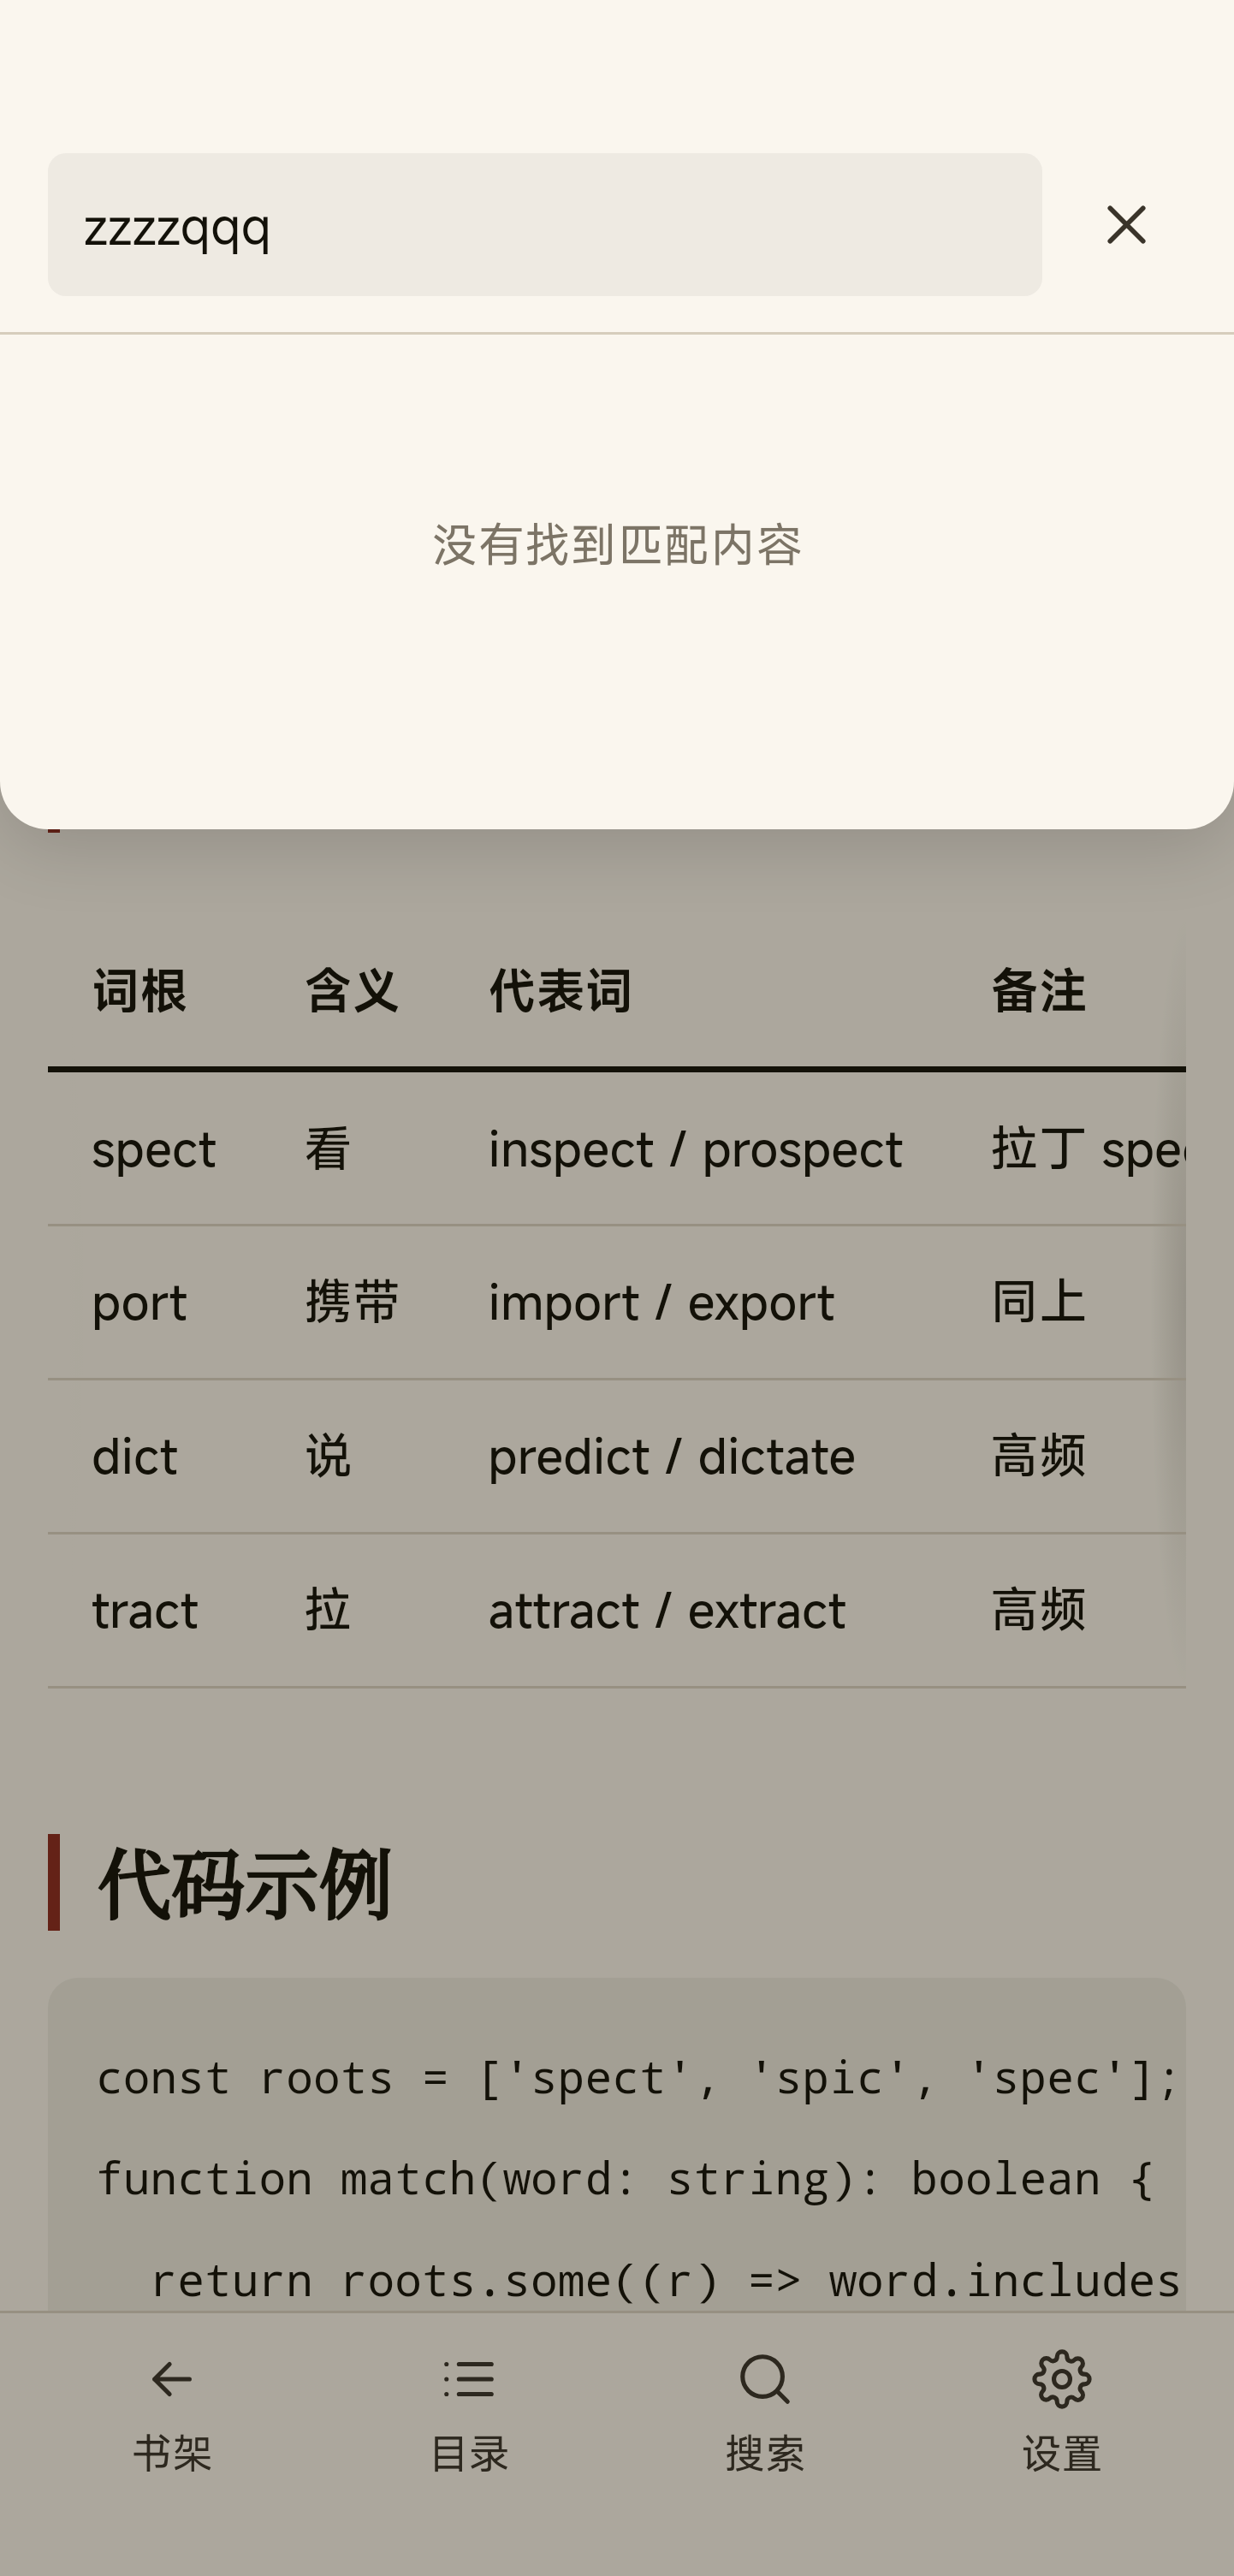 zzzzqqq
没有找到匹配内容
词根 含义 代表词 备注
spect 看 inspect / prospect 拉丁 spec
port 携带 import / export 同上
dict 说 predict / dictate 高频
tract 拉 attract / extract 高频
代码示例
const roots = ['spect', 'spic', 'spec'];
function match(word: string): boolean {
  return roots.some((r) => word.includes
书架 目录 搜索 设置